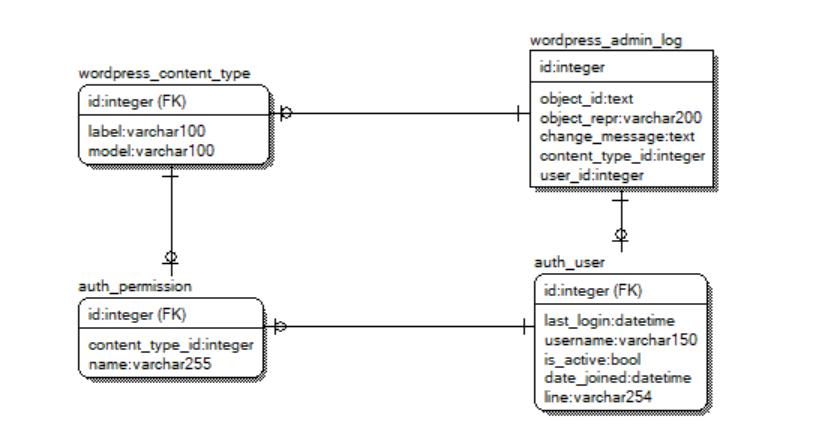 wordpress_admin_log
id:integer
object_id:text
object_repr:varchar200
change_message:text
content_type_id:integer
user_id:integer
wordpress_content_type
id:integer (FK)
label:varchar100
model:varchar100
auth_permission
id:integer (FK)
content_type_id:integer
name:varchar255
auth_user
id:integer (FK)
last_login:datetime
username:varchar150
is_active:bool
date_joined:datetime
line:varchar254